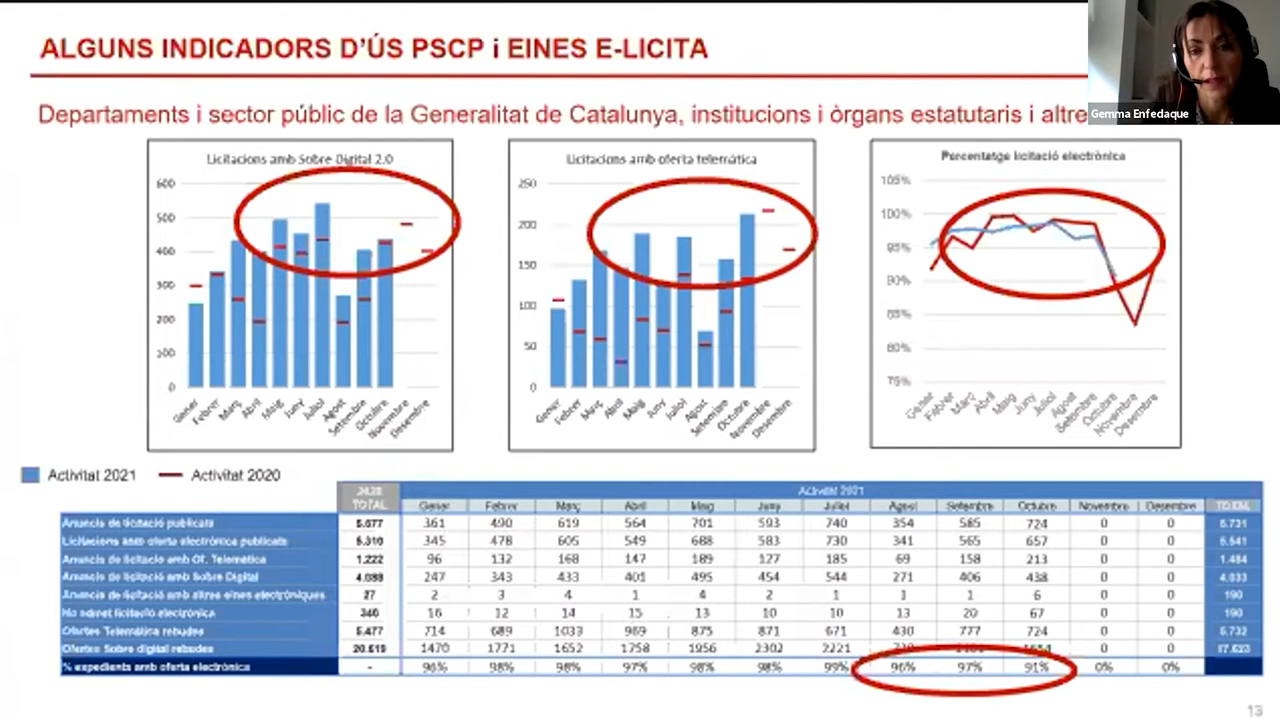 ALGUNS INDICADORS D'ÚS PSCP i EINES E-LICITA
Gemma Enfedaque
Departaments i sector públic de la Generalitat de Catalunya, institucions i òrgans estatutaris i altre
Licitacions amb Sobre Digital 2.0
600
500
400
300
200
100
0
Gener Febrer Març Abril Maig Juny Juliol Agost Setembre Octubre Novembre Desembre
Licitacions amb oferta telemàtica
250
200
150
100
50
0
Gener Febrer Març Abril Maig Juny Juliol Agost Setembre Octubre Novembre Desembre
Percentatge licitació electrònica
105%
100%
95%
90%
85%
80%
75%
Gener Febrer Març Abril Maig Juny Juliol Agost Setembre Octubre Novembre Desembre
Activitat 2021 Activitat 2020
2020 TOTAL Activitat 2021
Gener Febrer Març Abril Maig Juny Juliol Agost Setembre Octubre Novembre Desembre TOTAL
Anuncis de licitació publicats 5.677 361 490 619 564 701 593 740 354 585 724 0 0 5.731
Licitacions amb oferta electrònica publicats 5.310 345 478 605 549 688 583 730 341 565 657 0 0 5.541
Anuncis de licitació amb Of. Telemàtica 1.222 96 132 168 147 189 127 185 69 158 213 0 0 1.484
Anuncis de licitació amb Sobre Digital 4.088 247 343 433 401 495 454 544 271 406 438 0 0 4.033
Anuncis de licitació amb altres eines electròniques 27 2 3 4 1 4 2 1 1 1 6 0 0 190
No admet licitació electrònica 340 16 12 14 15 13 10 10 13 20 67 0 0 190
Ofertes Telemàtica rebudes 5.477 714 689 1033 969 875 871 671 430 777 724 0 0 5.732
Ofertes Sobre digital rebudes 20.619 1470 1771 1652 1758 1956 2302 2221 0 0 17.623
% expedients amb oferta electrònica - 96% 98% 98% 97% 98% 98% 99% 96% 97% 91% 0% 0%
13